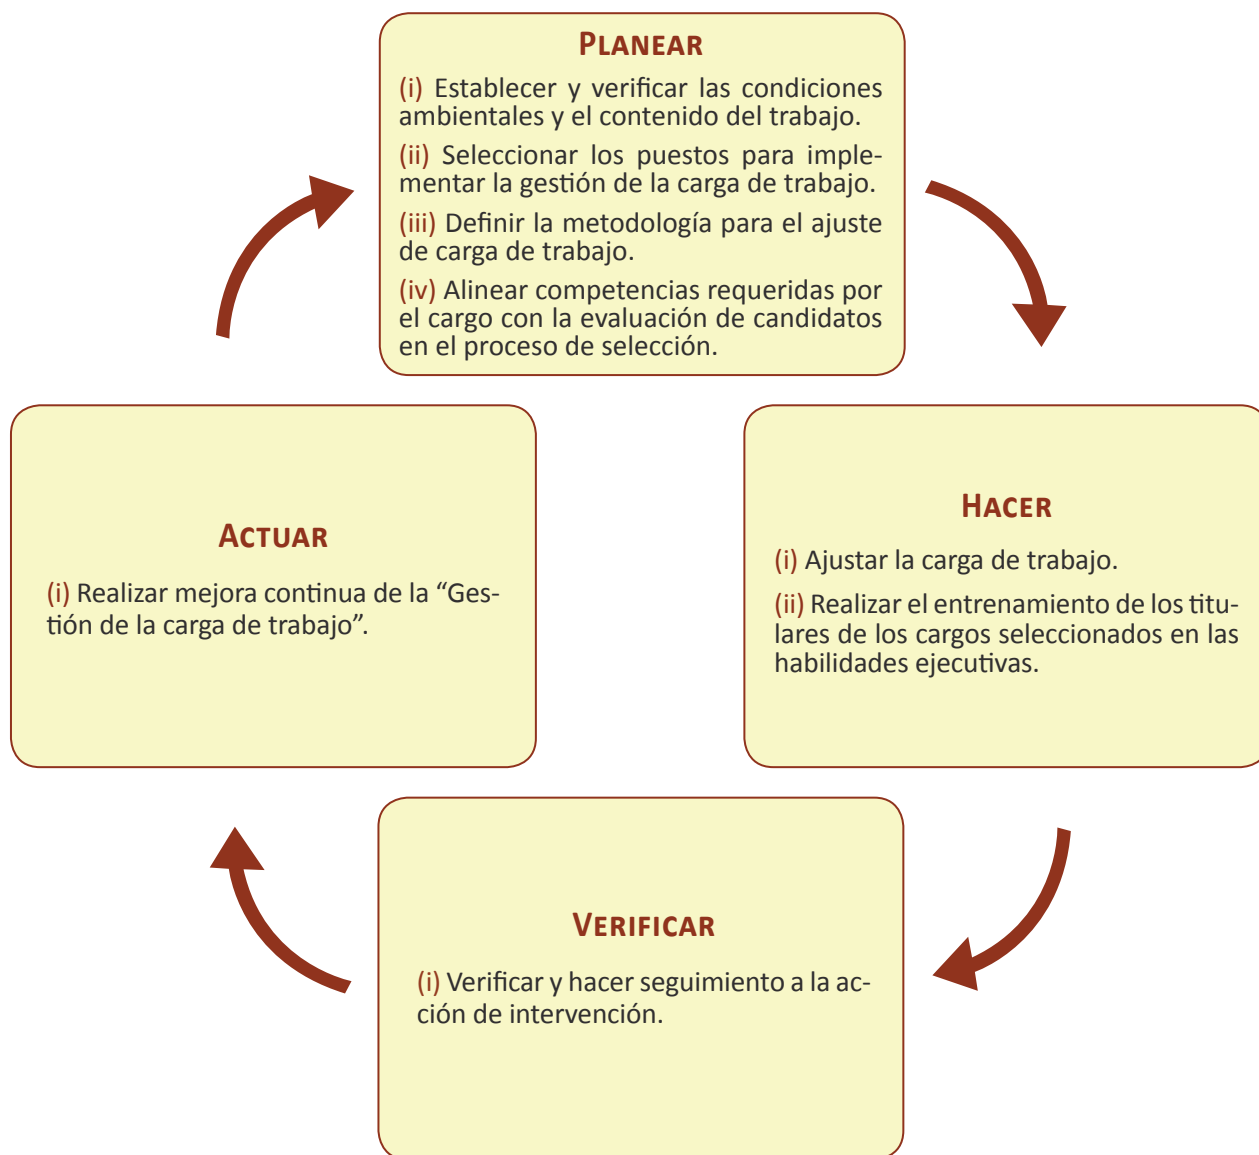 PLANEAR
(i) Establecer y verificar las condiciones
ambientales y el contenido del trabajo.
(ii) Seleccionar los puestos para imple-
mentar la gestión de la carga de trabajo.
(iii) Definir la metodología para el ajuste
de carga de trabajo.
(iv) Alinear competencias requeridas por
el cargo con la evaluación de candidatos
en el proceso de selección.
HACER
(i) Ajustar la carga de trabajo.
(ii) Realizar el entrenamiento de los titu-
lares de los cargos seleccionados en las
habilidades ejecutivas.
VERIFICAR
(i) Verificar y hacer seguimiento a la ac-
ción de intervención.
ACTUAR
(i) Realizar mejora continua de la “Ges-
tión de la carga de trabajo”.